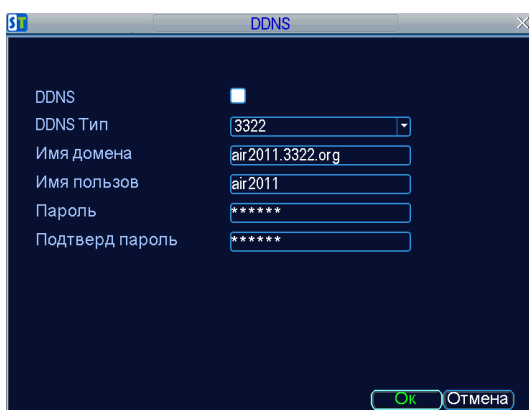 ST
DDNS
DDNS
DDNS Тип
3322
Имя домена
air2011.3322.org
Имя пользов
air2011
Пароль
******
Подтверд пароль
******
Ок
Отмена